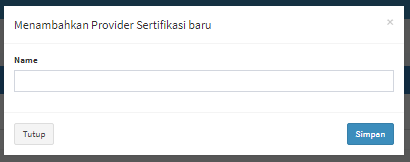 Menambahkan Provider Sertifikasi baru ×
Name
Tutup Simpan